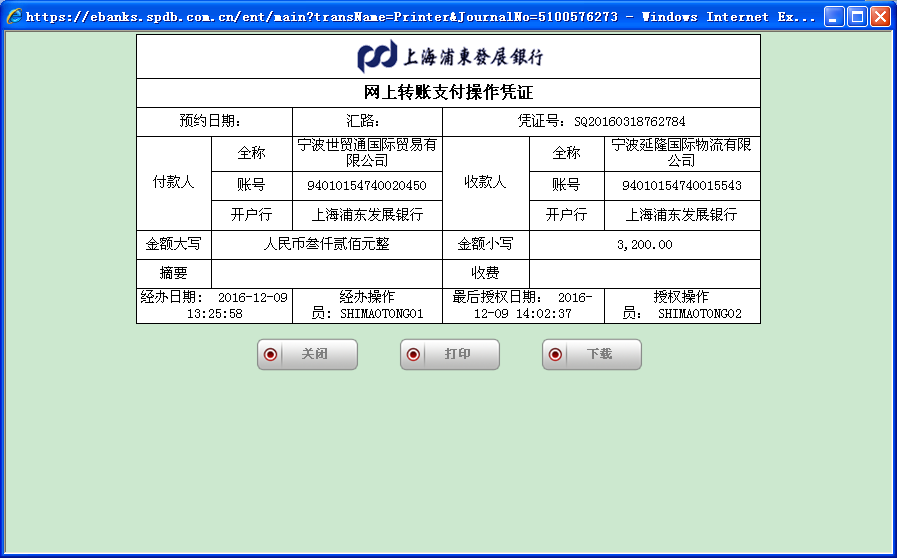 https://ebanks.spdb.com.cn/ent/main?transName=Printer&JournalNo=5100576273 - Windows Internet Ex...
上海浦東發展銀行
网上转账支付操作凭证
预约日期： 汇路： 凭证号：SQ20160318762784
付款人 全称 宁波世贸通国际贸易有限公司 收款人 全称 宁波延隆国际物流有限公司
账号 94010154740020450 账号 94010154740015543
开户行 上海浦东发展银行 开户行 上海浦东发展银行
金额大写 人民币叁仟贰佰元整 金额小写 3,200.00
摘要 收费
经办日期： 2016-12-09 13:25:58 经办操作员：SHIMAOTONG01 最后授权日期： 2016-12-09 14:02:37 授权操作员： SHIMAOTONG02
关闭 打印 下载